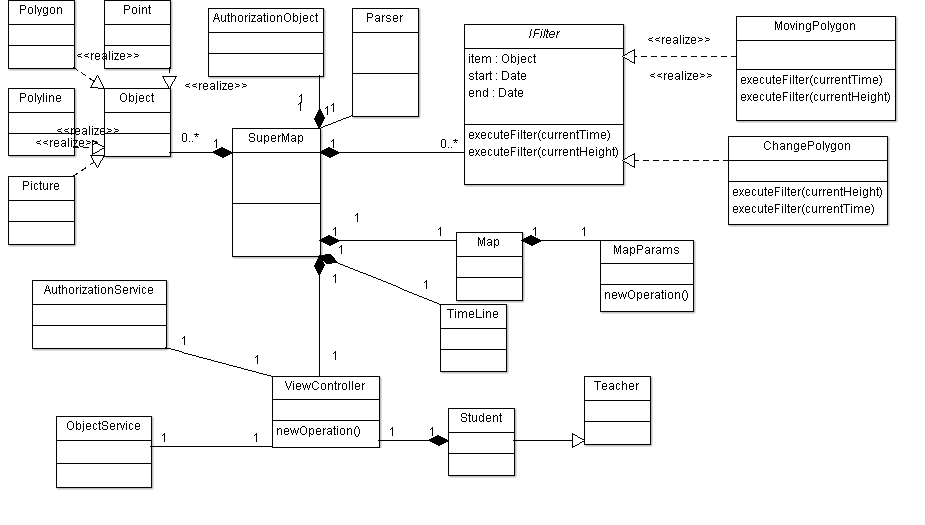 Polygon
Point
AuthorizationObject
Parser
<<realize>>
<<realize>>
Polyline
Object
<<realize>>
<<realize>>
Picture
0..*
1
SuperMap
1
1
1
1
1
0..*
IFilter
item : Object
start : Date
end : Date
executeFilter(currentTime)
executeFilter(currentHeight)
<<realize>>
<<realize>>
MovingPolygon
executeFilter(currentTime)
executeFilter(currentHeight)
ChangePolygon
executeFilter(currentHeight)
executeFilter(currentTime)
1
1
1
Map
1
1
MapParams
newOperation()
1
1
TimeLine
1
1
AuthorizationService
1
1
ViewController
newOperation()
ObjectService
1
1
1
1
Student
Teacher